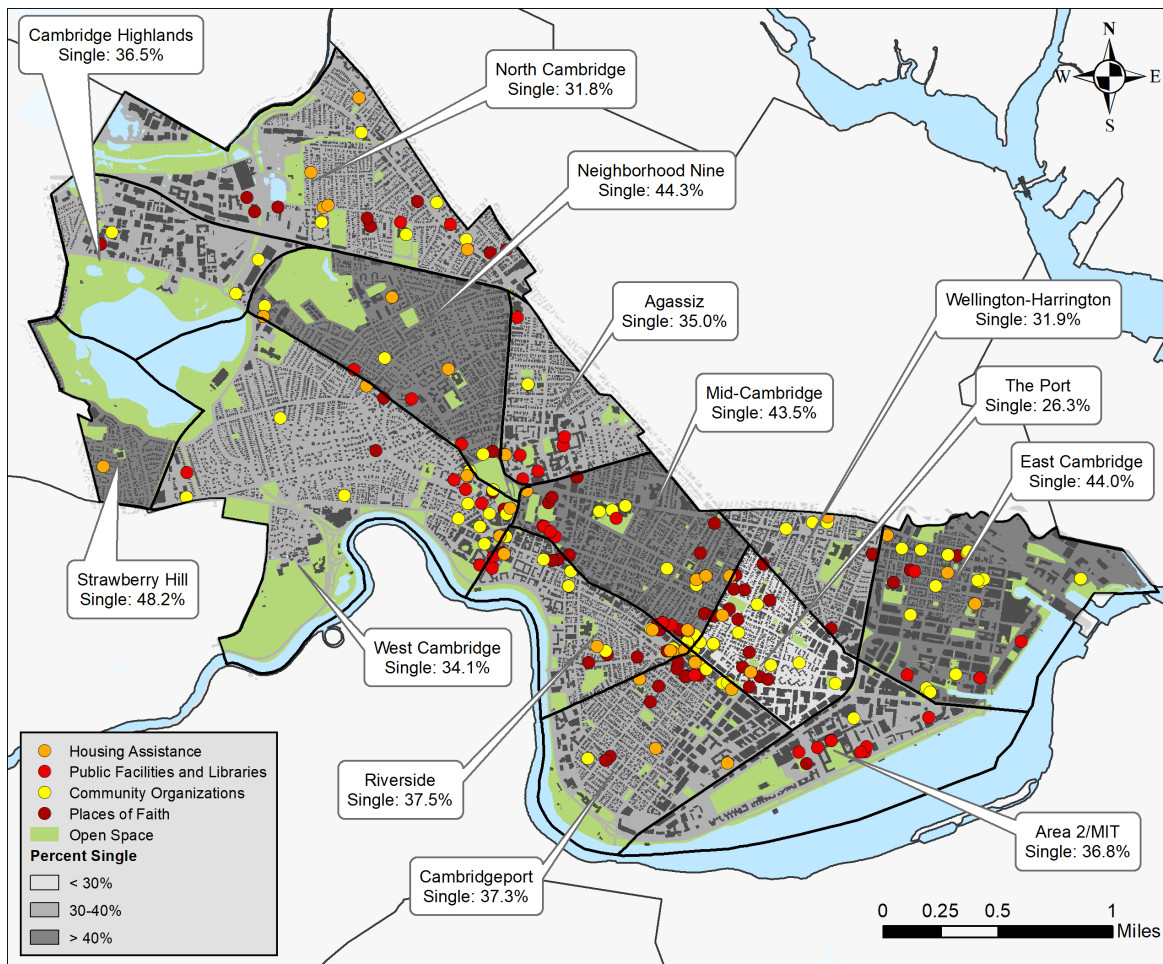 Cambridge Highlands
Single: 36.5%
North Cambridge
Single: 31.8%
N
W
E
S
Neighborhood Nine
Single: 44.3%
Agassiz
Single: 35.0%
Wellington-Harrington
Single: 31.9%
Mid-Cambridge
Single: 43.5%
The Port
Single: 26.3%
East Cambridge
Single: 44.0%
Strawberry Hill
Single: 48.2%
West Cambridge
Single: 34.1%
Riverside
Single: 37.5%
Area 2/MIT
Single: 36.8%
Cambridgeport
Single: 37.3%
Housing Assistance
Public Facilities and Libraries
Community Organizations
Places of Faith
Open Space
Percent Single
< 30%
30-40%
> 40%
0 0.25 0.5 1
Miles